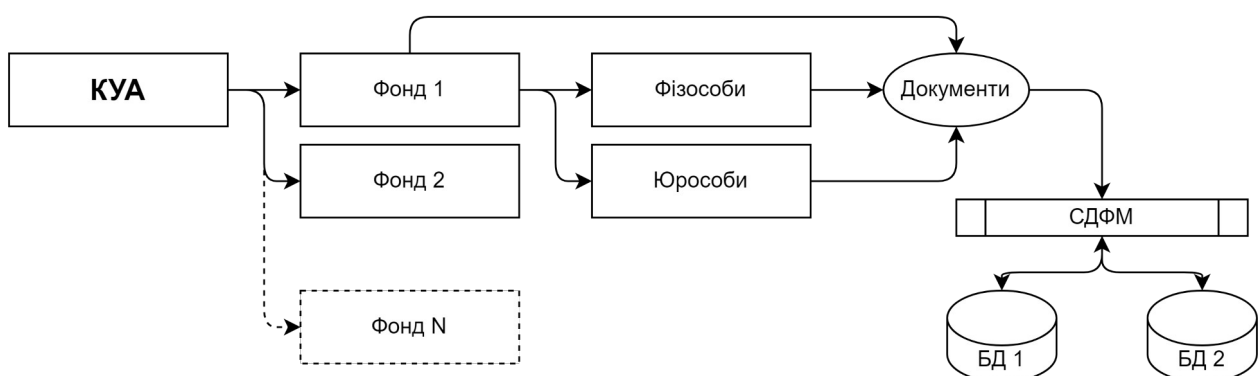 КУА
Фонд 1
Фізособи
Документи
Фонд 2
Юрособи
СДФМ
Фонд N
БД 1
БД 2